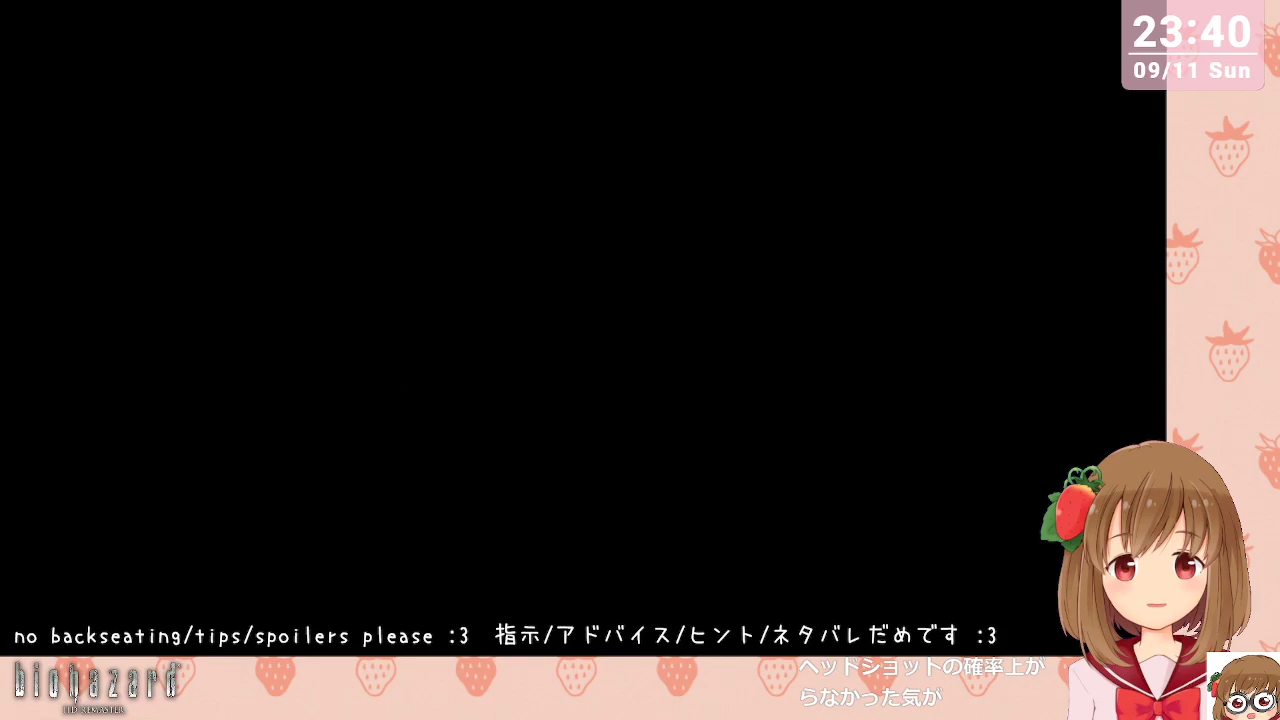 23:40
09/11 Sun
no backseating/tips/spoilers please :3 指示/アドバイス/ヒント/ネタバレだめです :3
biohazard
HD REMASTER
ヘッドショットの確率上が
らなかった気が